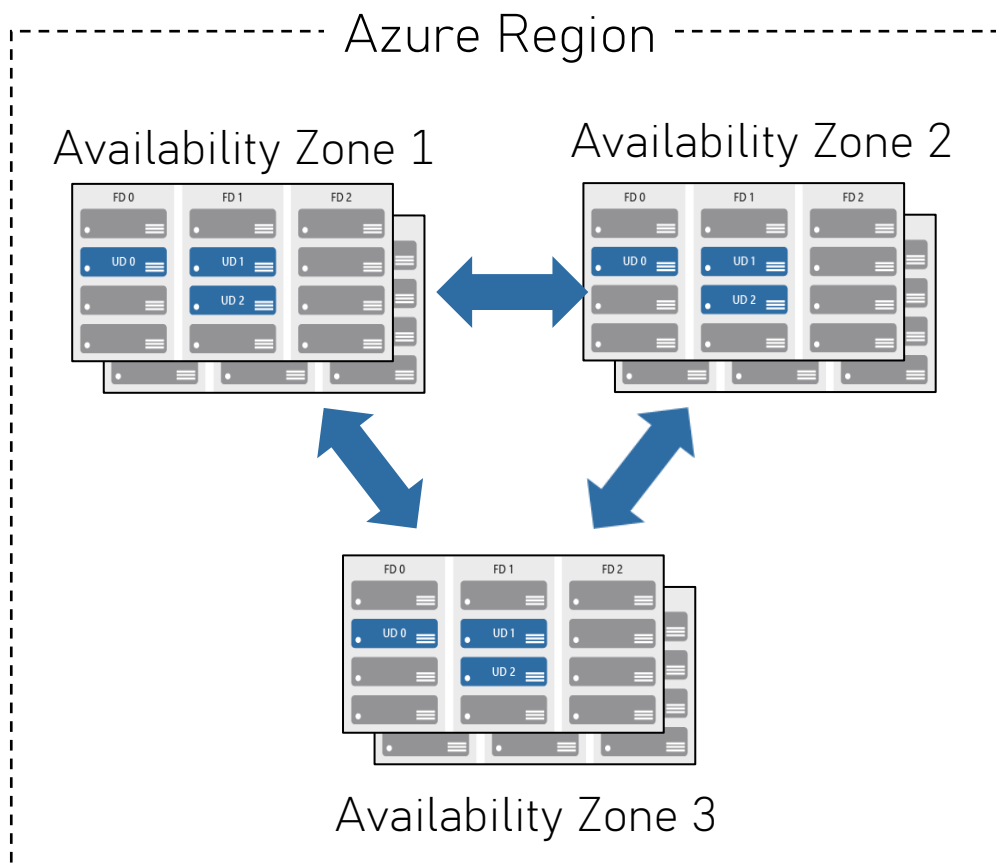 Azure Region
Availability Zone 1
FD 0 FD 1 FD 2
UD 0 UD 1
UD 2
Availability Zone 2
FD 0 FD 1 FD 2
UD 0 UD 1
UD 2
FD 0 FD 1 FD 2
UD 0 UD 1
UD 2
Availability Zone 3